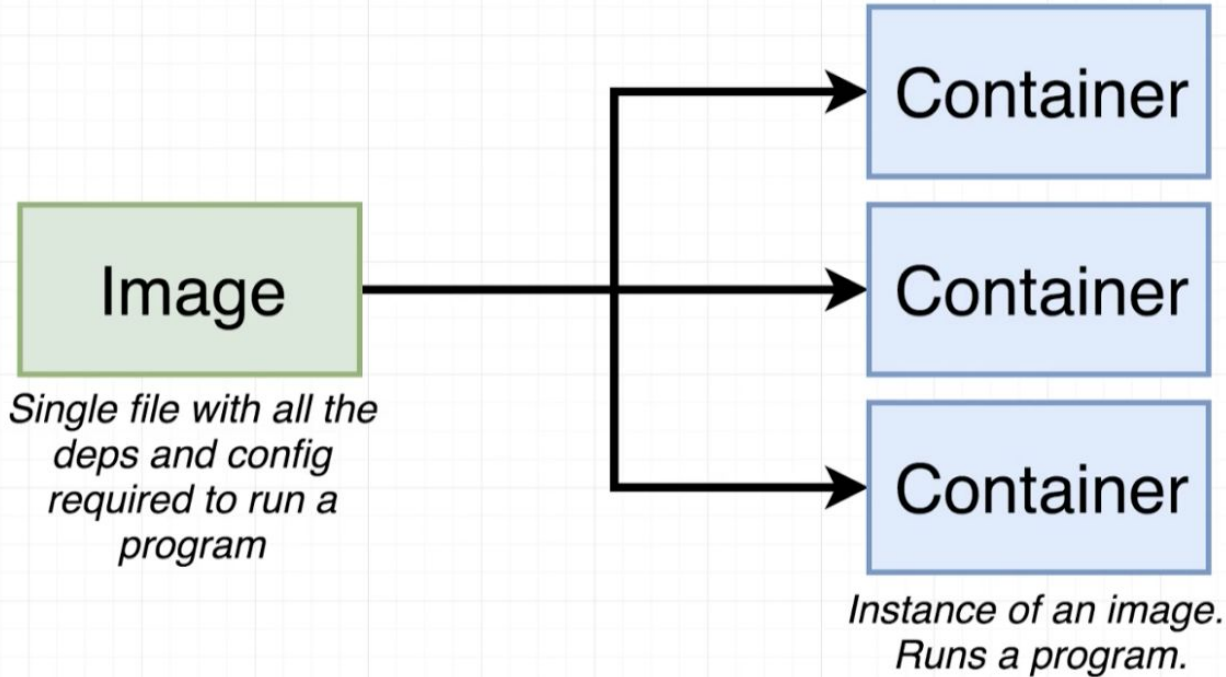 Image
Single file with all the
deps and config
required to run a
program
Container
Container
Container
Instance of an image.
Runs a program.